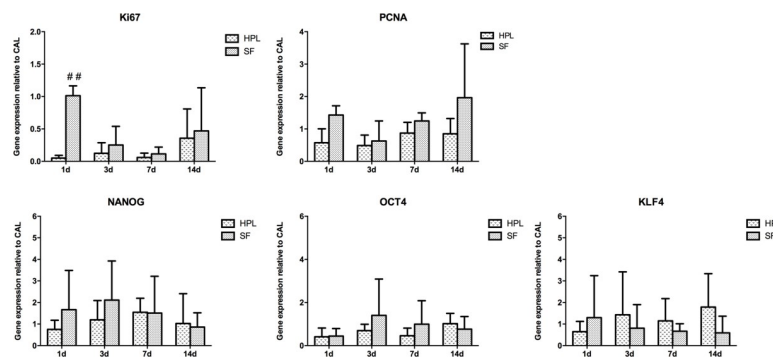 Ki67
Gene expression relative to CAL
2.0
1.5
1.0
0.5
0.0
##
1d
3d
7d
14d
HPL
SF
PCNA
Gene expression relative to CAL
4
3
2
1
0
1d
3d
7d
14d
HPL
SF
NANOG
Gene expression relative to CAL
6
5
4
3
2
1
0
1d
3d
7d
14d
HPL
SF
OCT4
Gene expression relative to CAL
6
5
4
3
2
1
0
1d
3d
7d
14d
HPL
SF
KLF4
Gene expression relative to CAL
6
5
4
3
2
1
0
1d
3d
7d
14d
SF